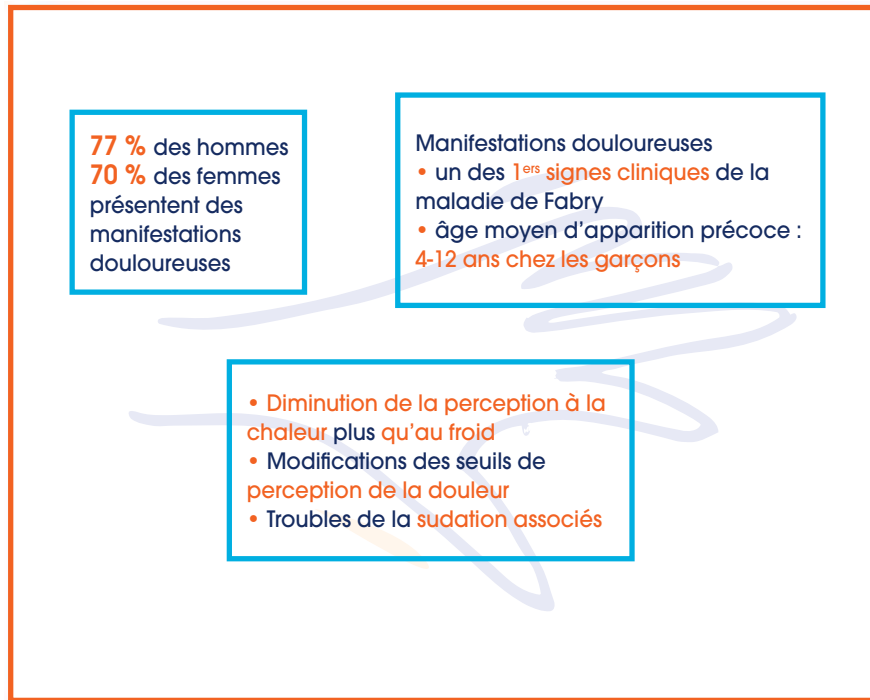 77 % des hommes
70 % des femmes
présentent des
manifestations
douloureuses
Manifestations douloureuses
• un des 1ers signes cliniques de la
maladie de Fabry
• âge moyen d'apparition précoce :
4-12 ans chez les garçons
• Diminution de la perception à la
chaleur plus qu'au froid
• Modifications des seuils de
perception de la douleur
• Troubles de la sudation associés